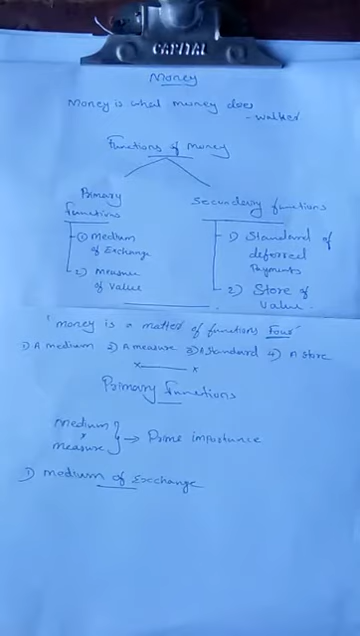 CAPITAL
Money
Money is what money does
- Walker
Functions of money
Primary functions
① Medium of Exchange
2) Measure of Value
Secondary functions
1) Standard of deferred Payments
2) Store of Value.
"Money is a matter of functions Four
1) A medium 2) A measure 3) A standard 4) A store
x x
Primary Functions
Medium
x
measure
→ Prime importance
1) Medium of Exchange